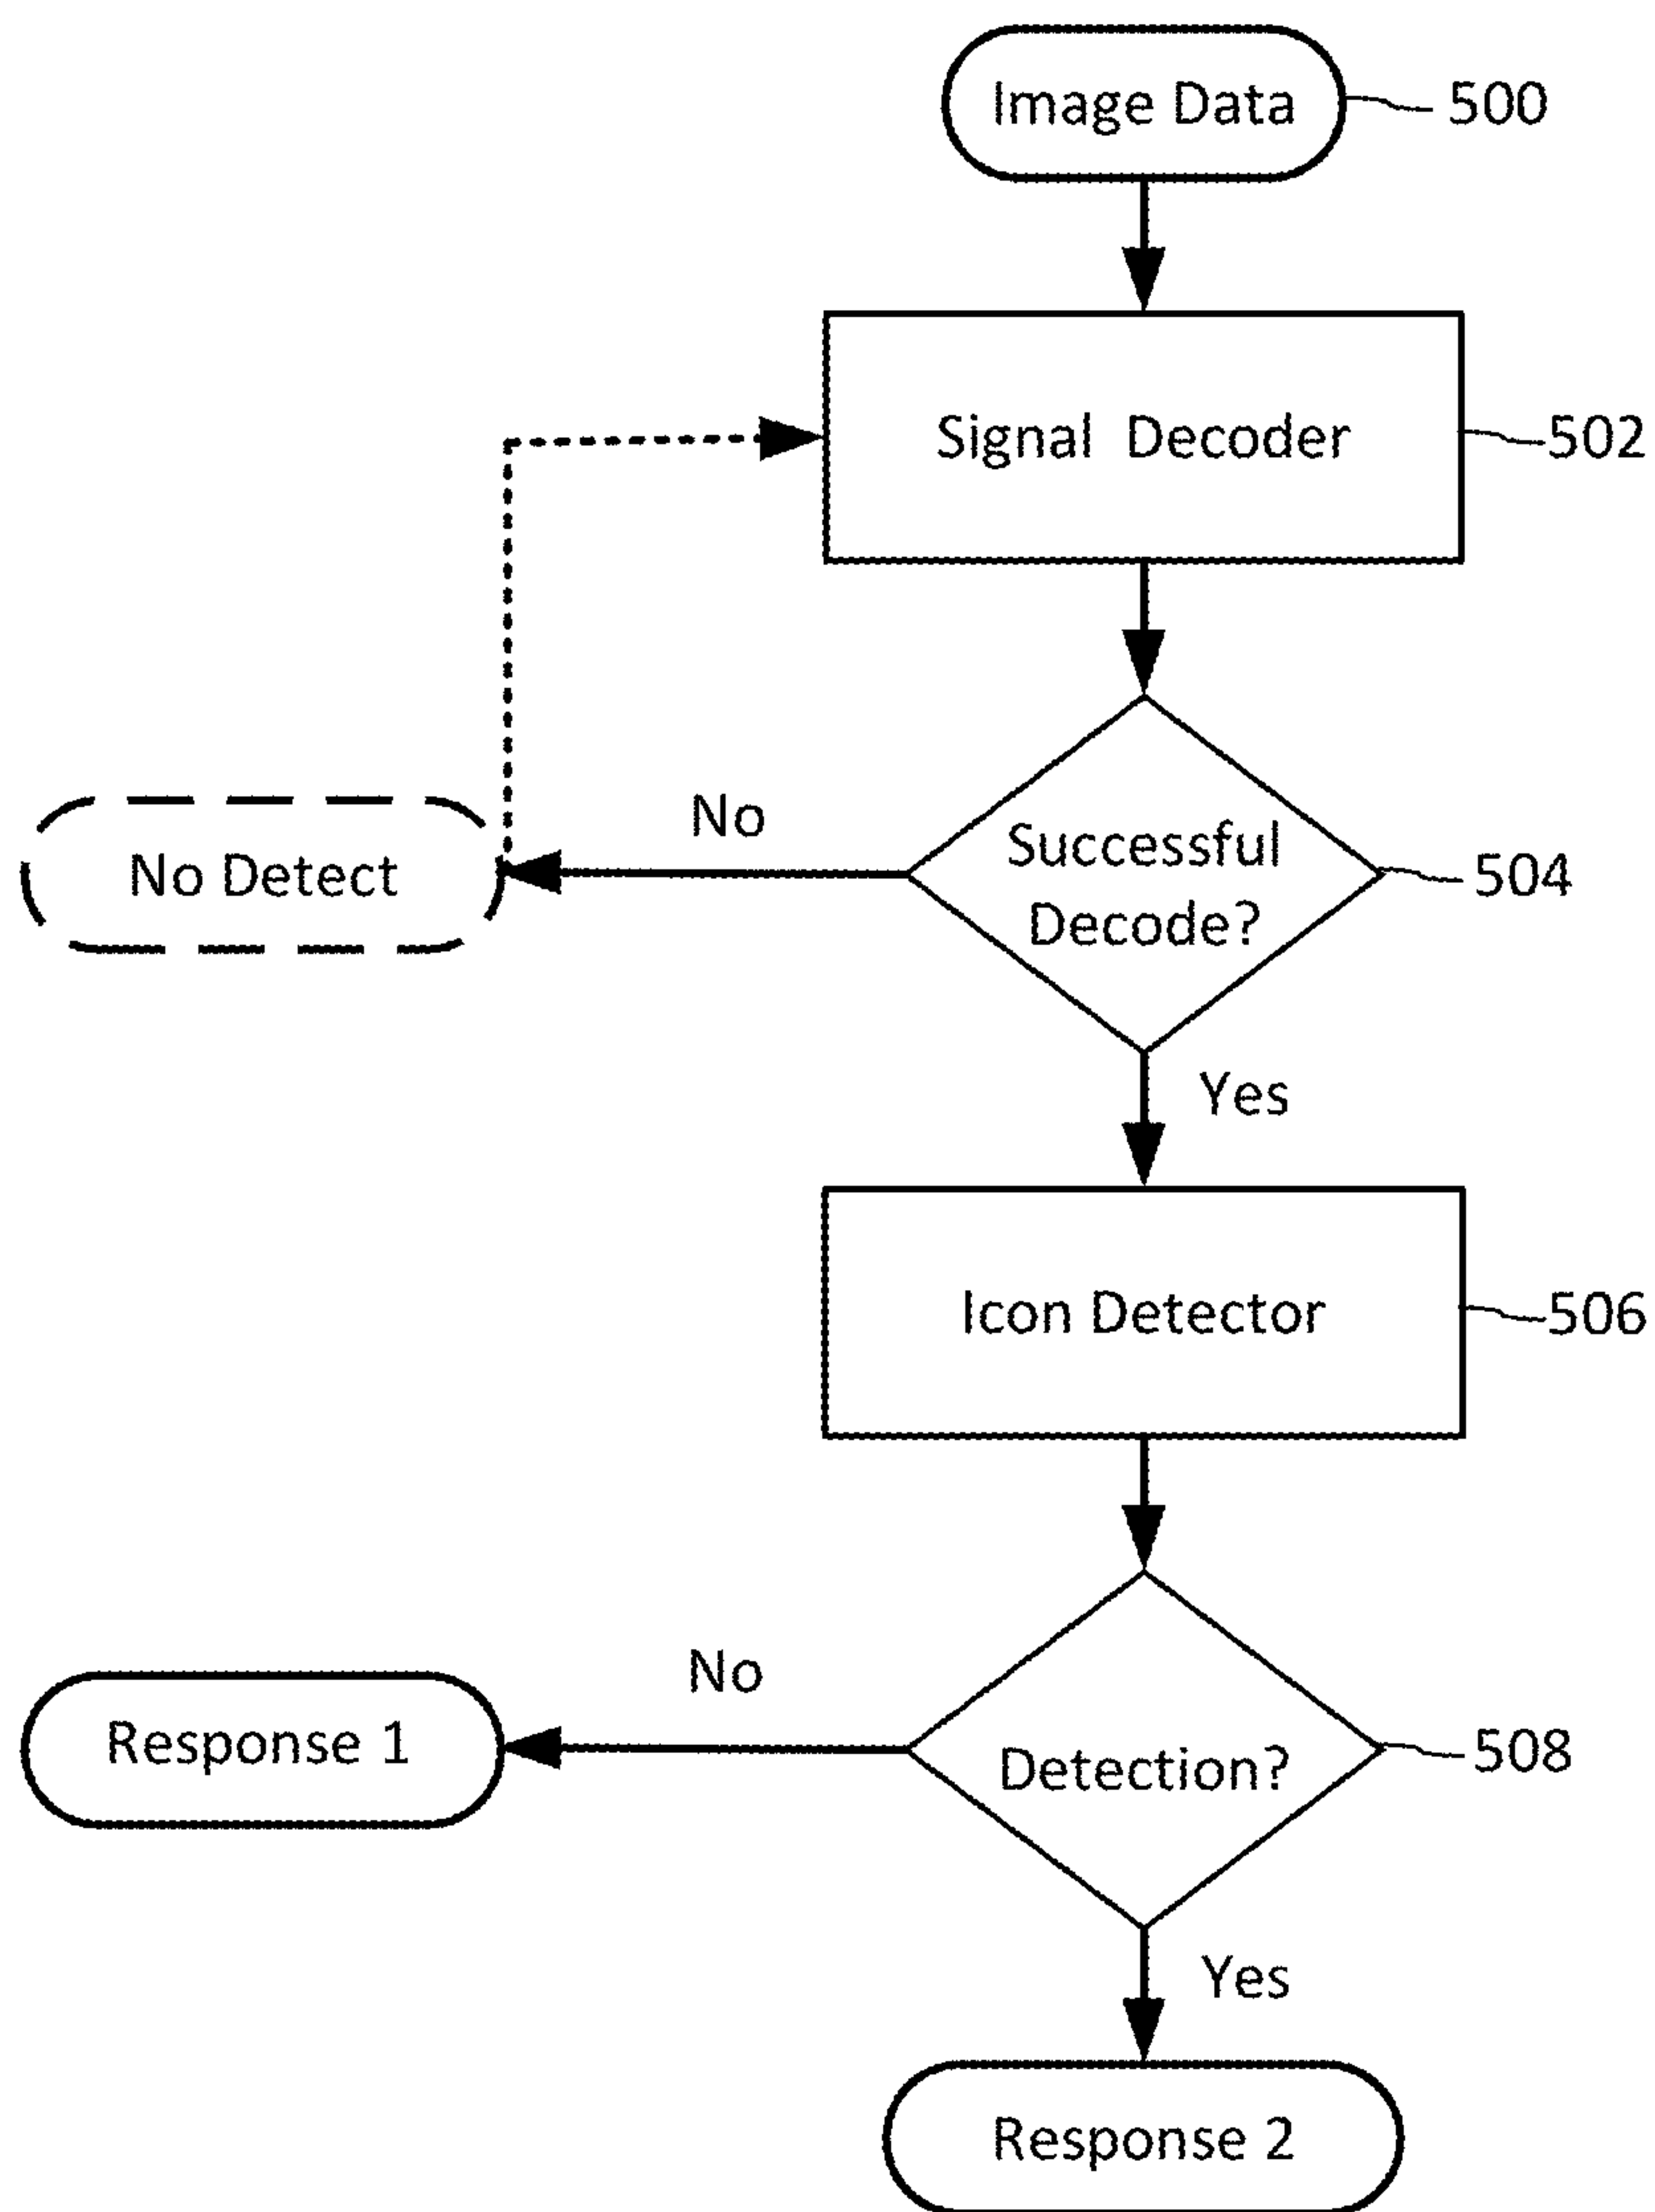 Image Data
500
Signal Decoder
502
No
No Detect
Successful
Decode?
504
Yes
Icon Detector
506
No
Response 1
Detection?
508
Yes
Response 2